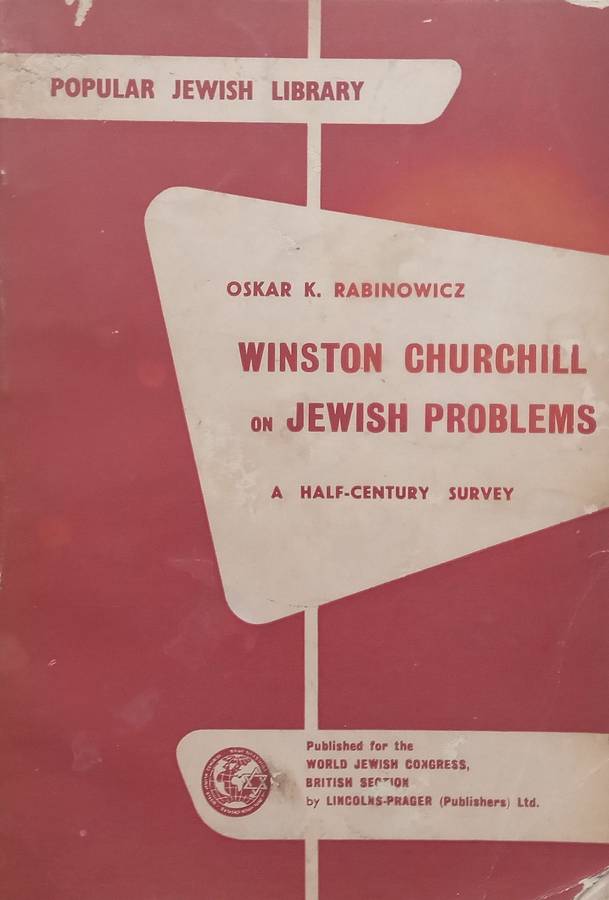 POPULAR JEWISH LIBRARY
OSKAR K. RABINOWICZ
WINSTON CHURCHILL
ON JEWISH PROBLEMS
A HALF-CENTURY SURVEY
Published for the
WORLD JEWISH CONGRESS,
BRITISH SECTION
by LINCOLNS-PRAGER (Publishers) Ltd.